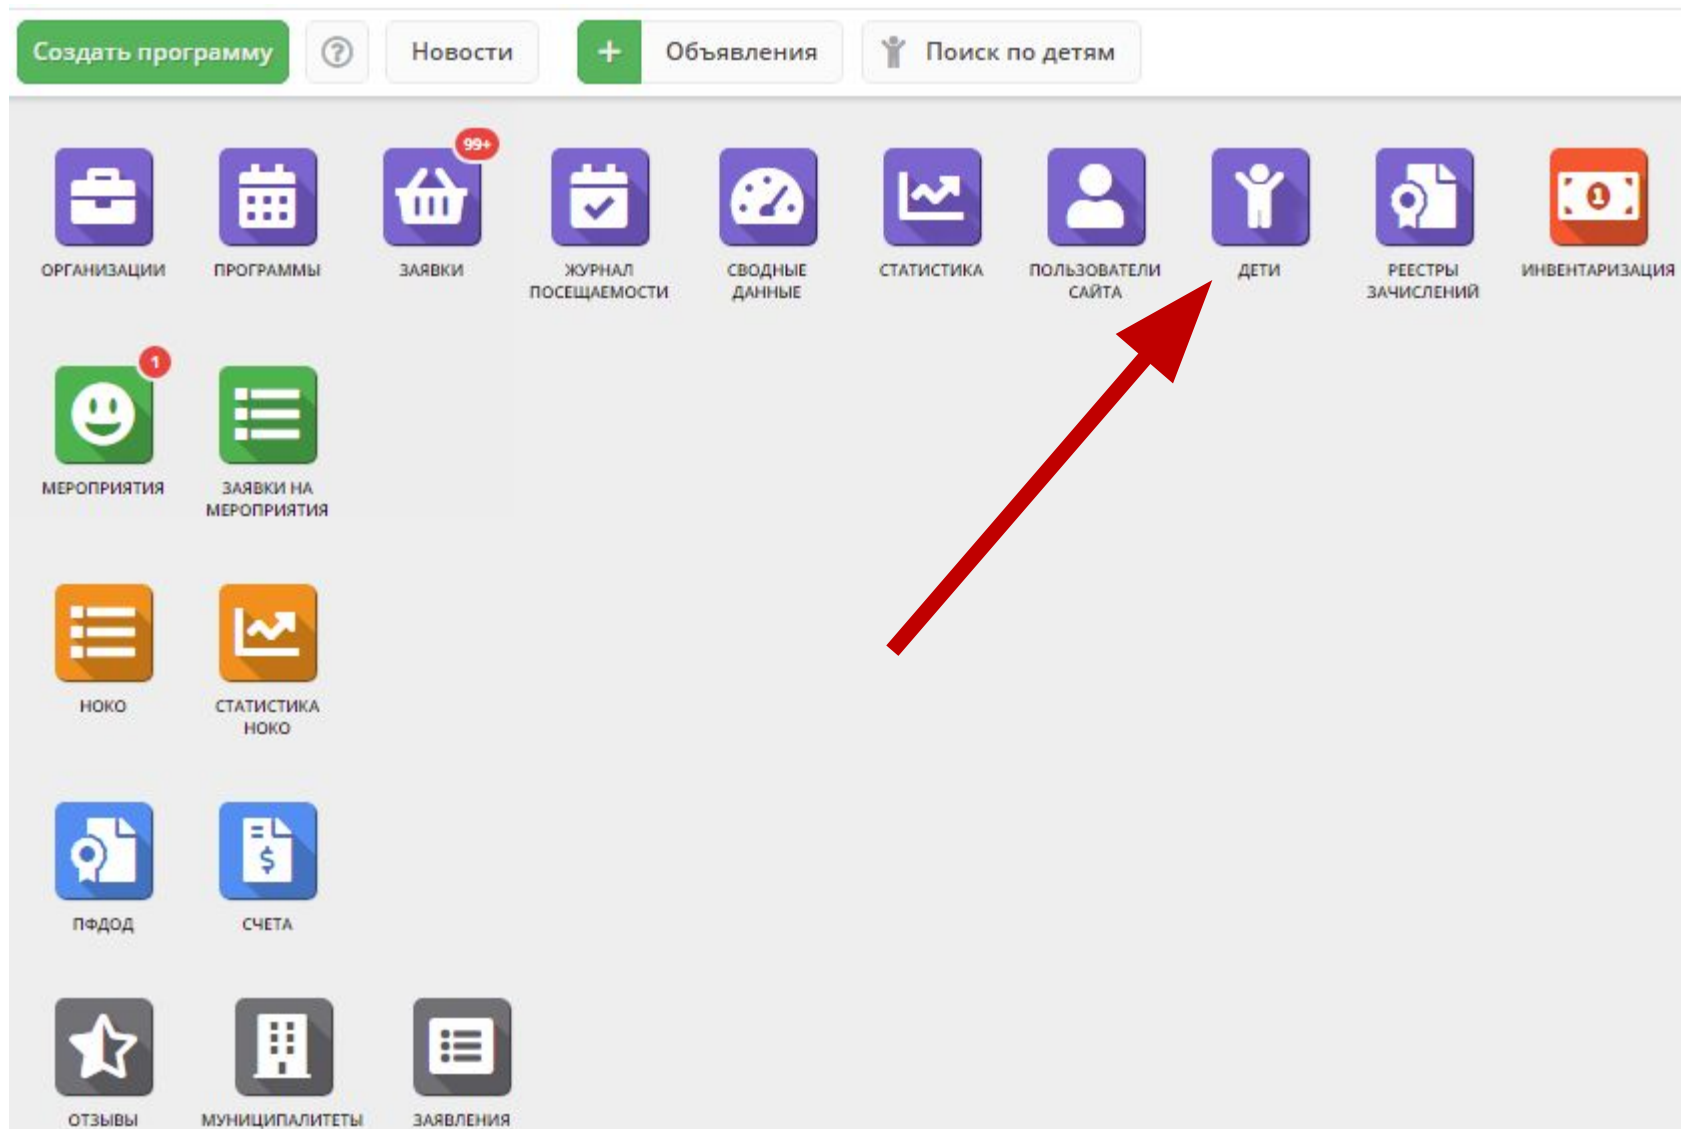 Создать программу
?
Новости
+
Объявления
Поиск по детям
99+
ОРГАНИЗАЦИИ
ПРОГРАММЫ
ЗАЯВКИ
ЖУРНАЛ
ПОСЕЩАЕМОСТИ
СВОДНЫЕ
ДАННЫЕ
СТАТИСТИКА
ПОЛЬЗОВАТЕЛИ
САЙТА
ДЕТИ
РЕЕСТРЫ
ЗАЧИСЛЕНИЙ
1
ИНВЕНТАРИЗАЦИЯ
1
МЕРОПРИЯТИЯ
ЗАЯВКИ НА
МЕРОПРИЯТИЯ
НОКО
СТАТИСТИКА
НОКО
ПФДОД
$
СЧЕТА
ОТЗЫВЫ
МУНИЦИПАЛИТЕТЫ
ЗАЯВЛЕНИЯ